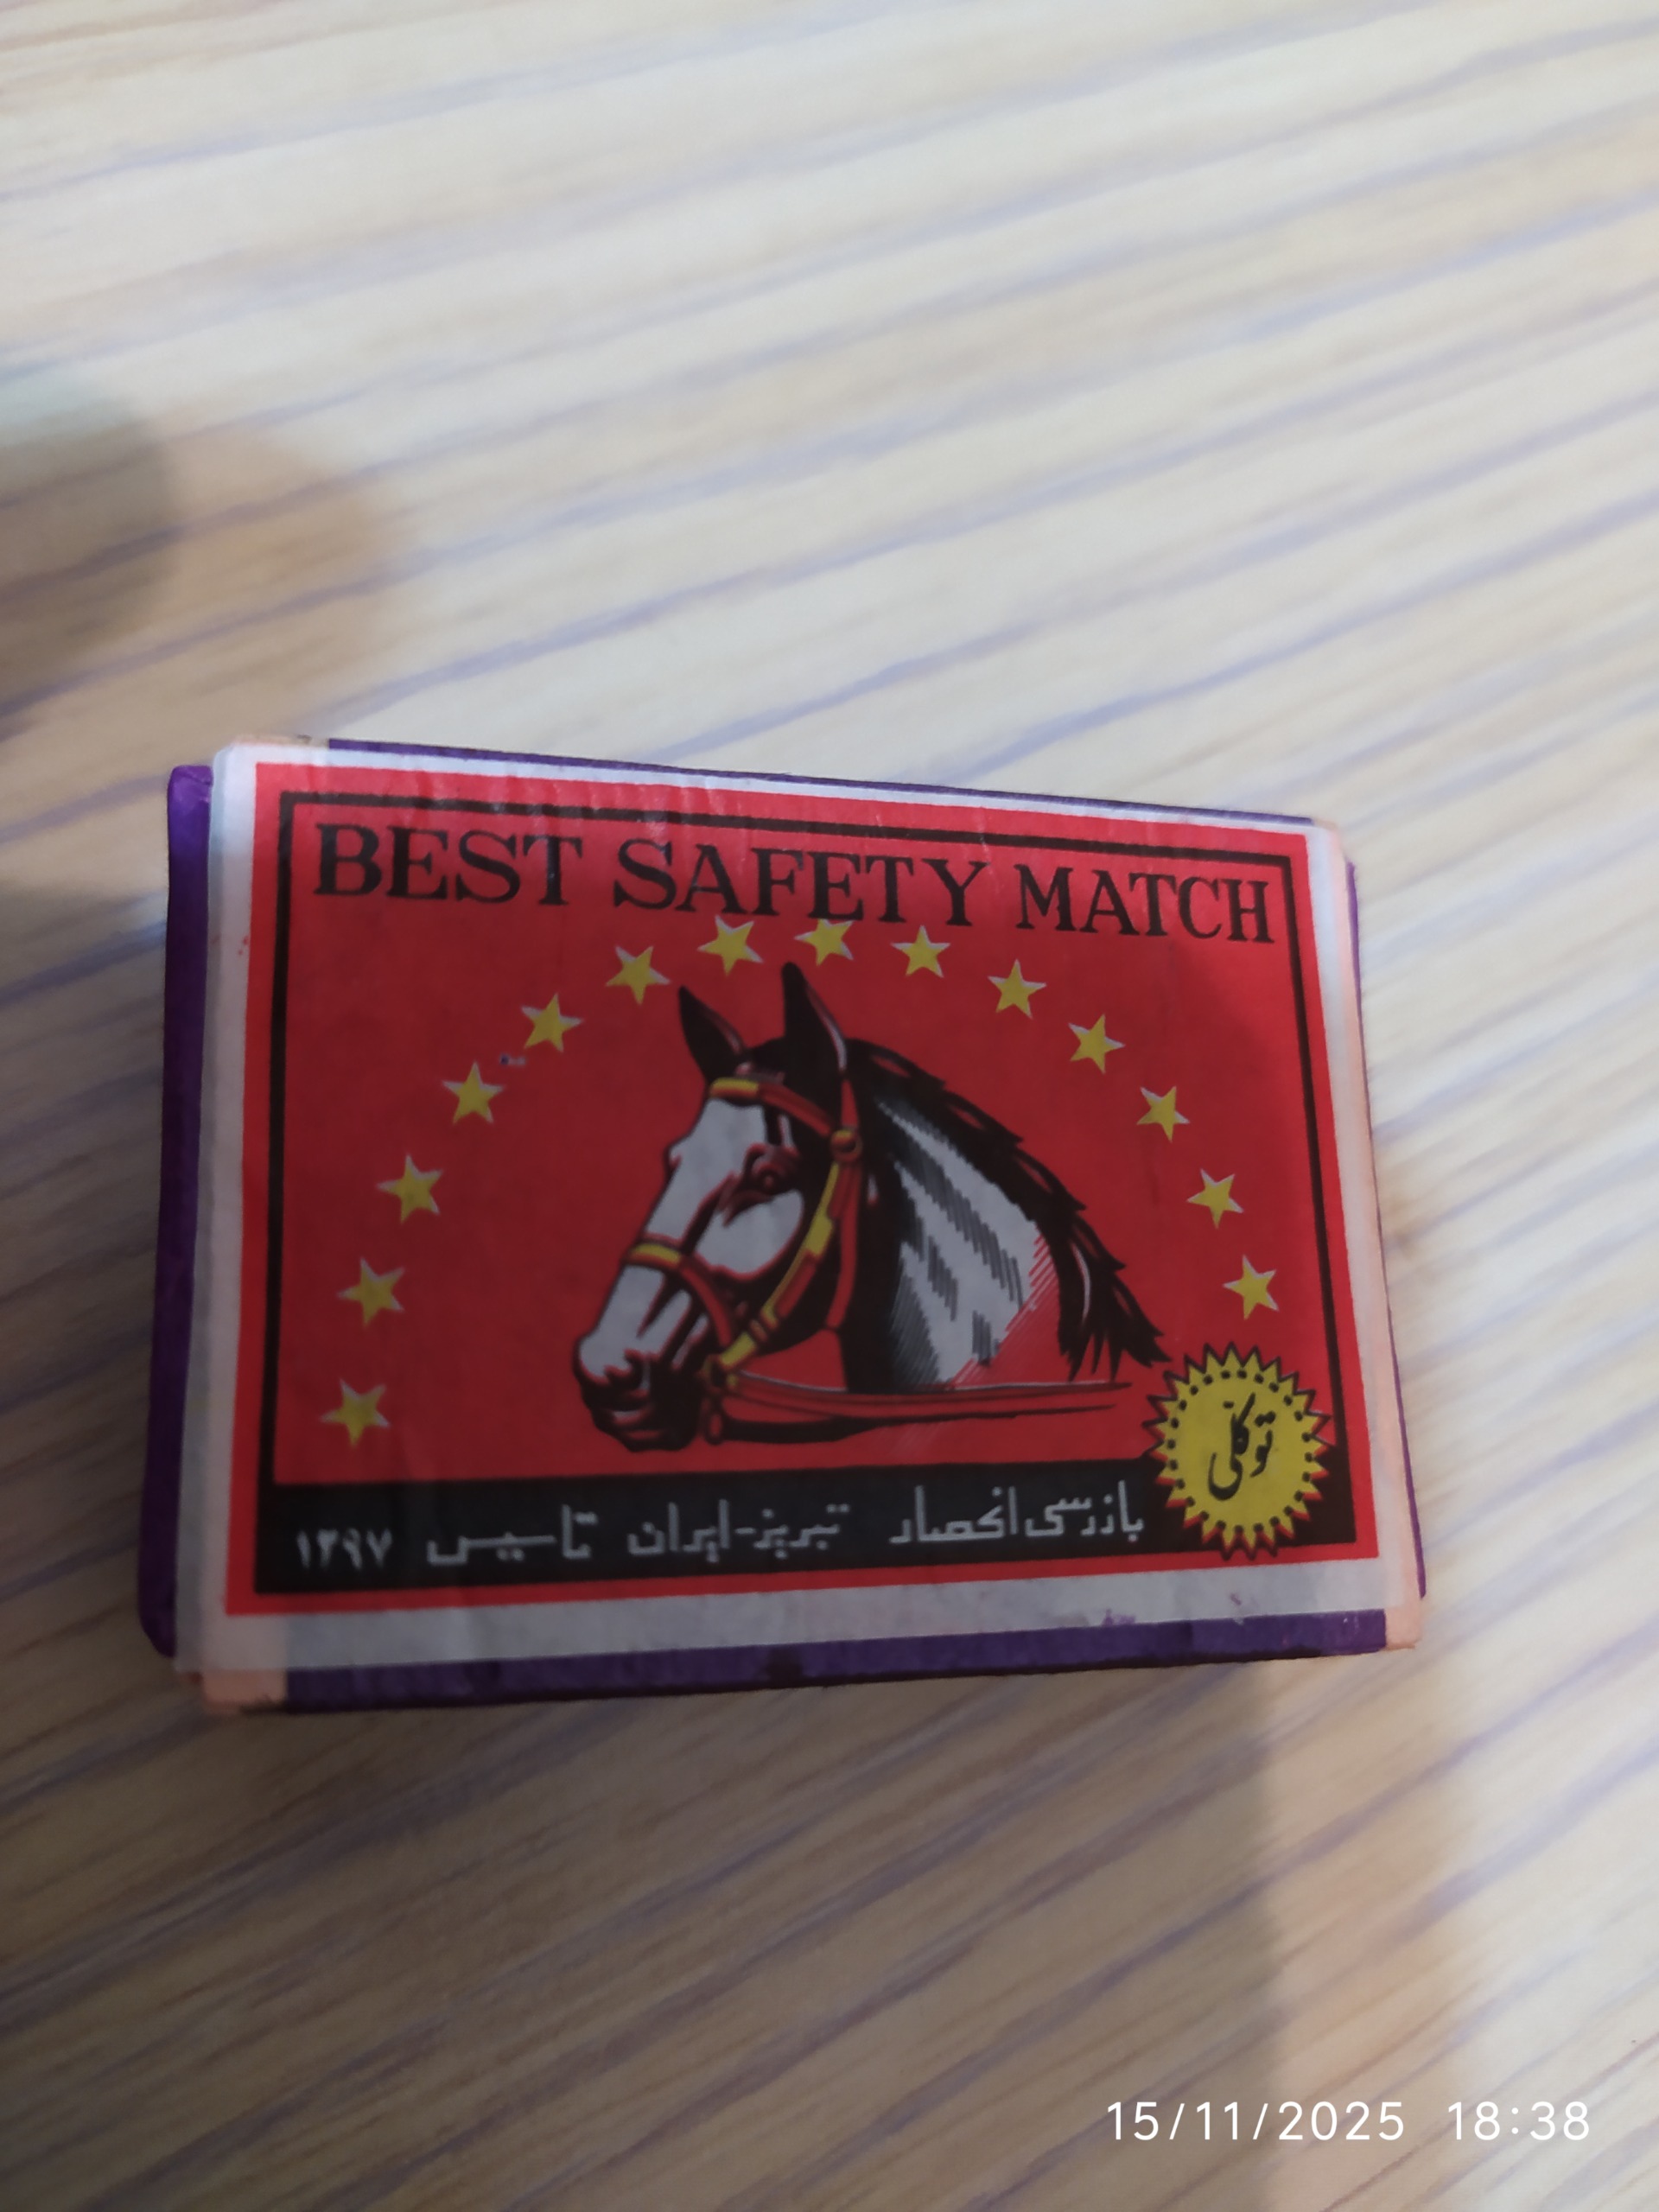 BEST SAFETY MATCH
توکلی
بازرسی انحصار تبریز-ایران تاسیس ۱۲۹۷
15/11/2025 18:38